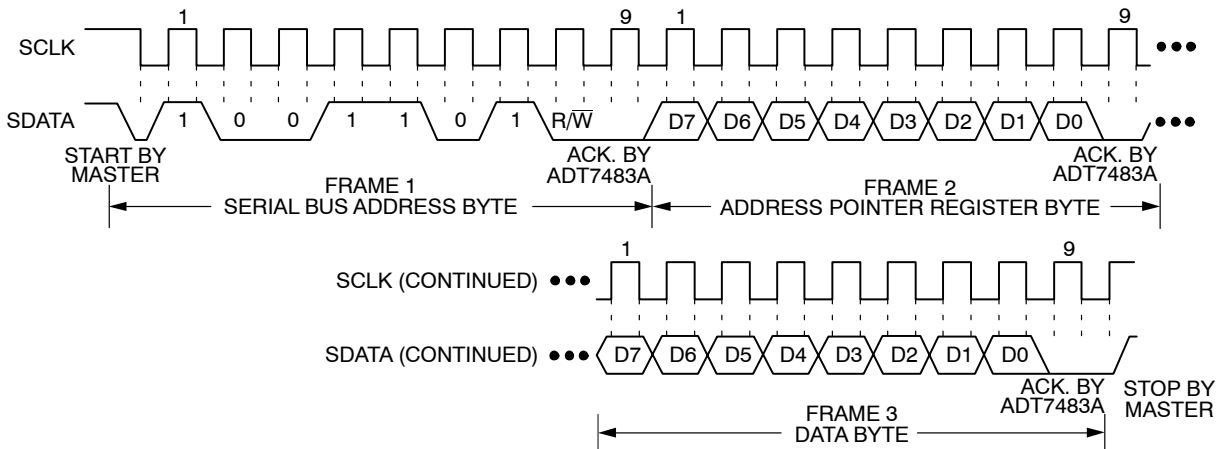 1 9 1 9
SCLK •••
SDATA 1 0 0 1 1 0 1 R/W̅ D7 D6 D5 D4 D3 D2 D1 D0 •••
START BY
MASTER
ACK. BY
ADT7483A
ACK. BY
ADT7483A
FRAME 1
SERIAL BUS ADDRESS BYTE
FRAME 2
ADDRESS POINTER REGISTER BYTE
1 9
SCLK (CONTINUED) •••
SDATA (CONTINUED) ••• D7 D6 D5 D4 D3 D2 D1 D0
ACK. BY
ADT7483A
STOP BY
MASTER
FRAME 3
DATA BYTE